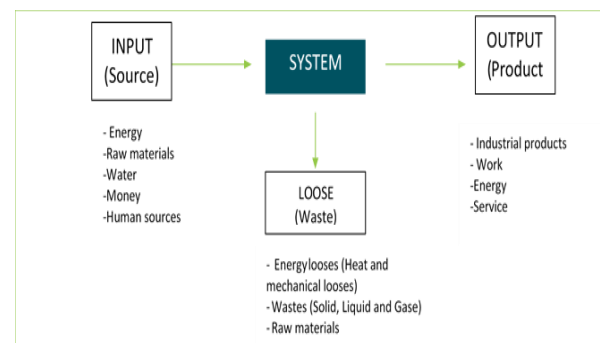 INPUT
(Source)
SYSTEM
OUTPUT
(Product
- Energy
-Raw materials
-Water
-Money
-Human sources
- Industrial products
- Work
-Energy
-Service
LOOSE
(Waste)
- Energylooses (Heat and
mechanical looses)
-Wastes (Solid, Liquid and Gase)
-Raw materials